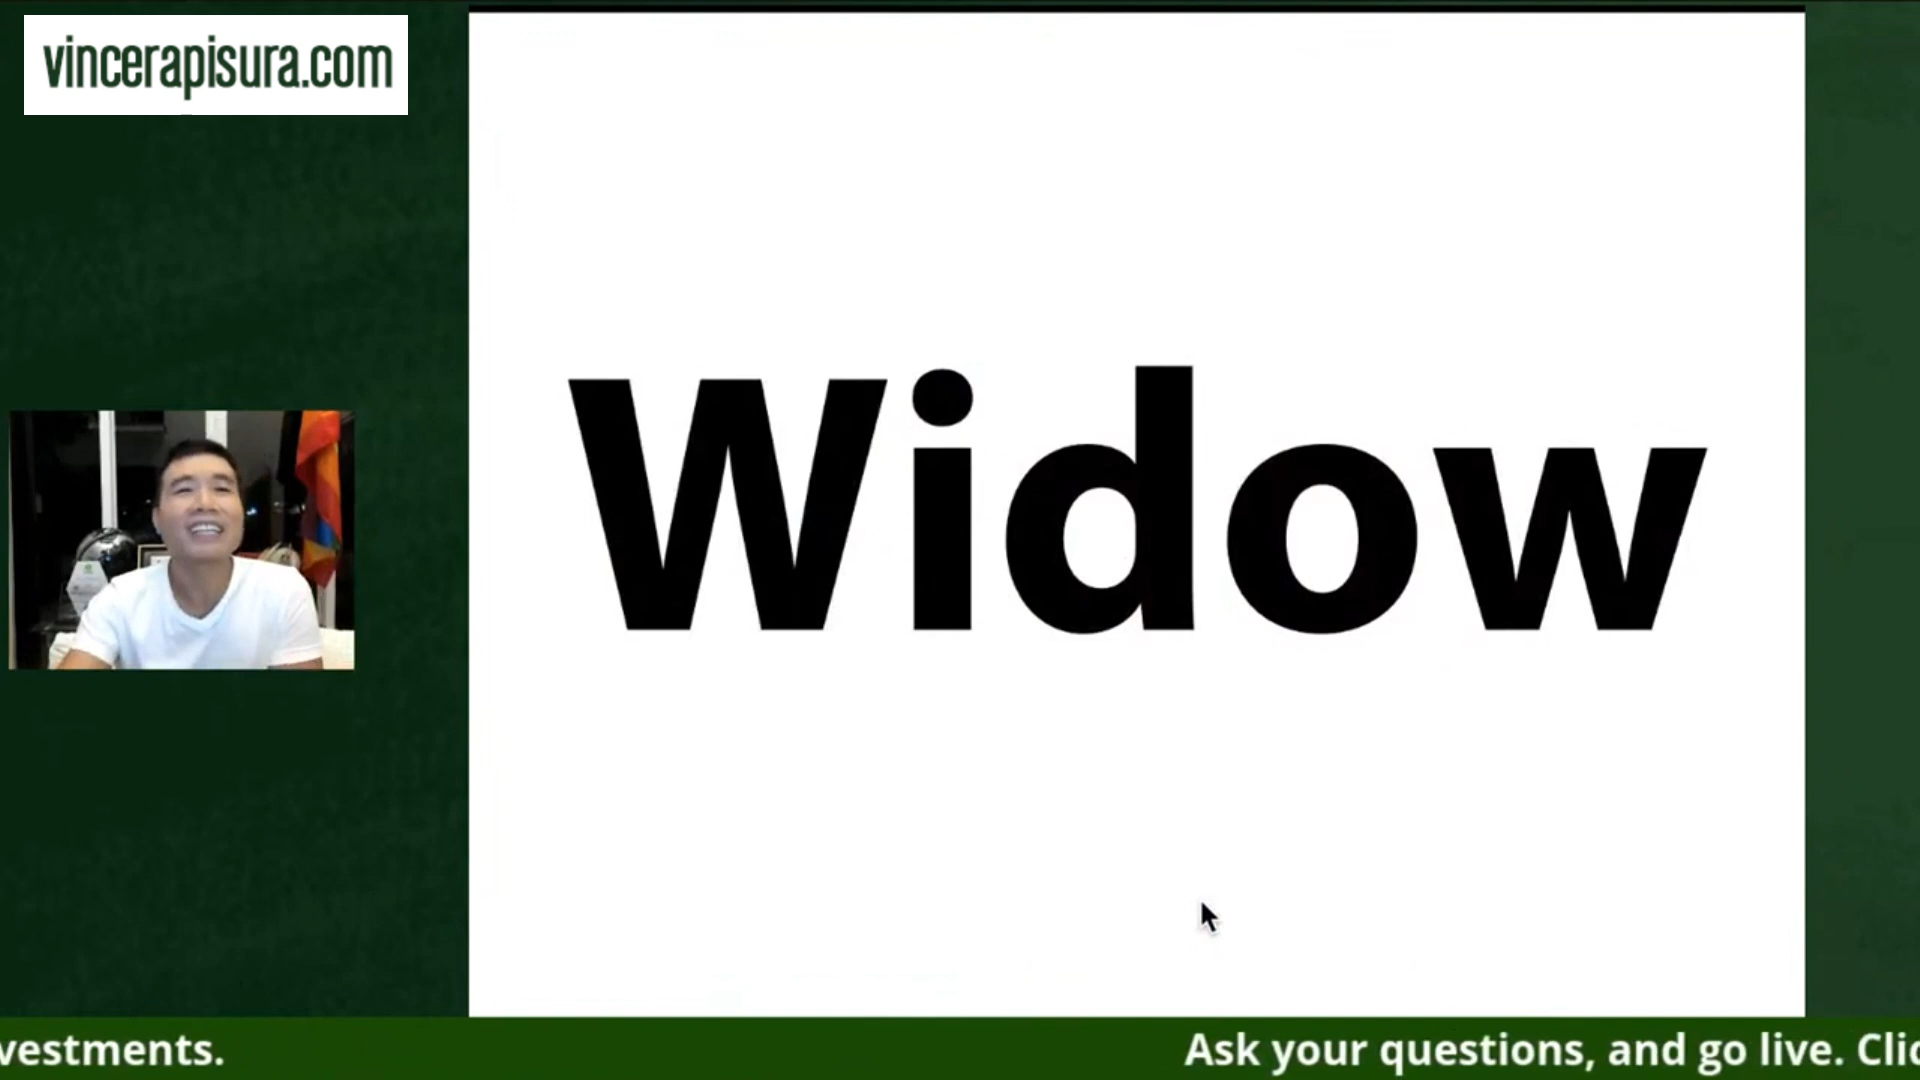 vincerapisura.com
Widow
vestments.
Ask your questions, and go live. Clic